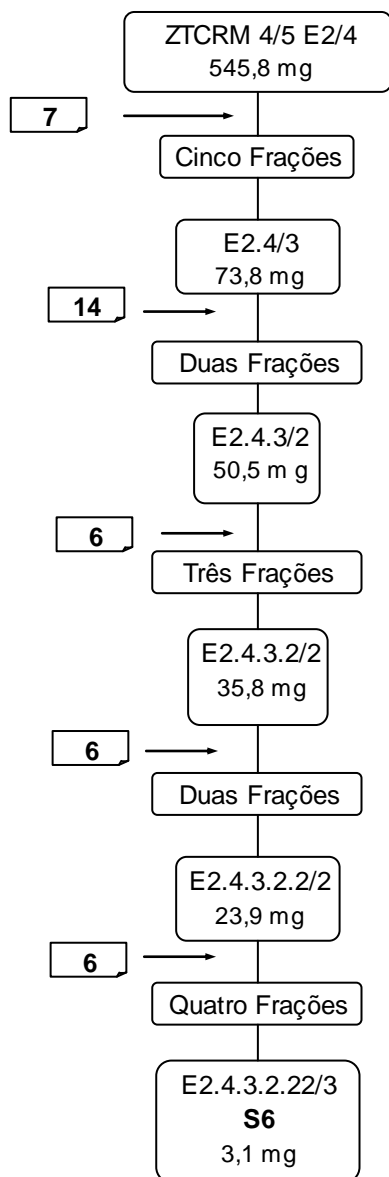 ZTCRM 4/5 E2/4
545,8 mg
7
Cinco Frações
E2.4/3
73,8 mg
14
Duas Frações
E2.4.3/2
50,5 m g
6
Três Frações
E2.4.3.2/2
35,8 mg
6
Duas Frações
E2.4.3.2.2/2
23,9 mg
6
Quatro Frações
E2.4.3.2.22/3
S6
3,1 mg